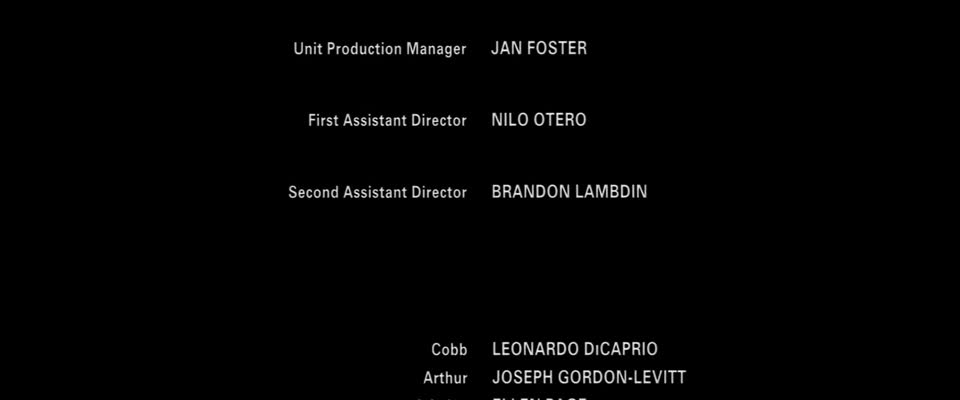 Unit Production Manager JAN FOSTER
First Assistant Director NILO OTERO
Second Assistant Director BRANDON LAMBDIN
Cobb LEONARDO DiCAPRIO
Arthur JOSEPH GORDON-LEVITT